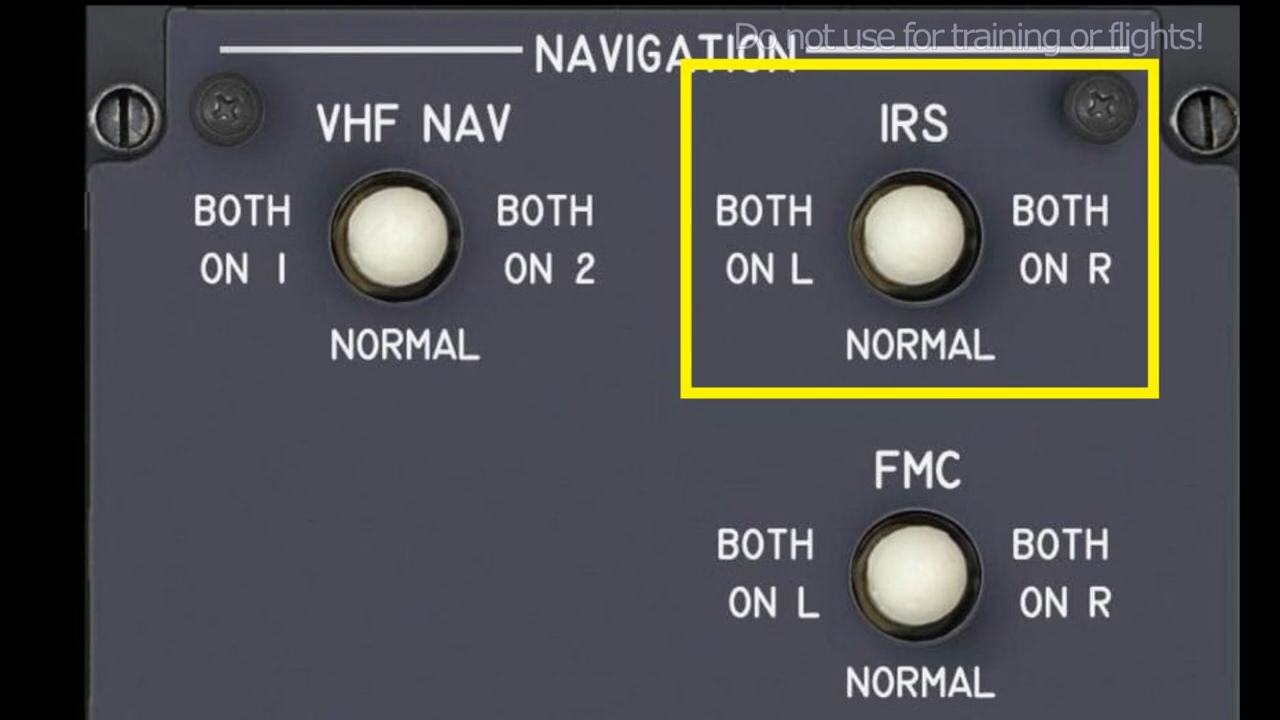 Do not use for training or flights!
NAVIGATION
VHF NAV
BOTH
ON 1
BOTH
ON 2
NORMAL
IRS
BOTH
ON L
BOTH
ON R
NORMAL
FMC
BOTH
ON L
BOTH
ON R
NORMAL